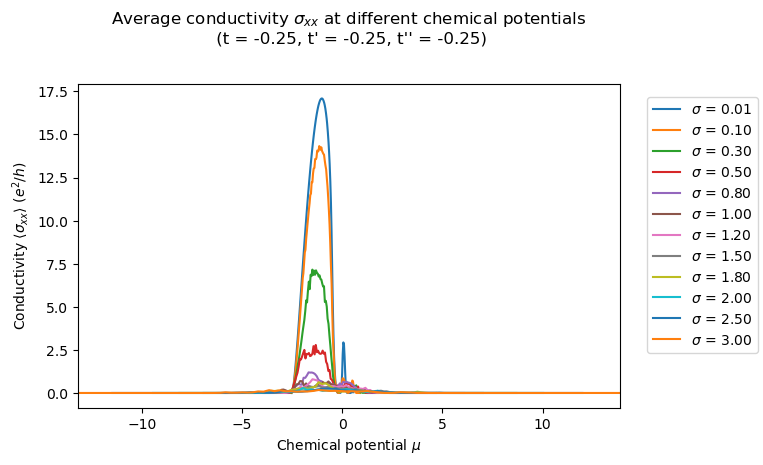 Average conductivity σxx at different chemical potentials
(t = -0.25, t' = -0.25, t'' = -0.25)
17.5
15.0
12.5
10.0
7.5
5.0
2.5
0.0
Conductivity ⟨σxx⟩ (e²/h)
−10
−5
0
5
10
Chemical potential μ
σ = 0.01
σ = 0.10
σ = 0.30
σ = 0.50
σ = 0.80
σ = 1.00
σ = 1.20
σ = 1.50
σ = 1.80
σ = 2.00
σ = 2.50
σ = 3.00